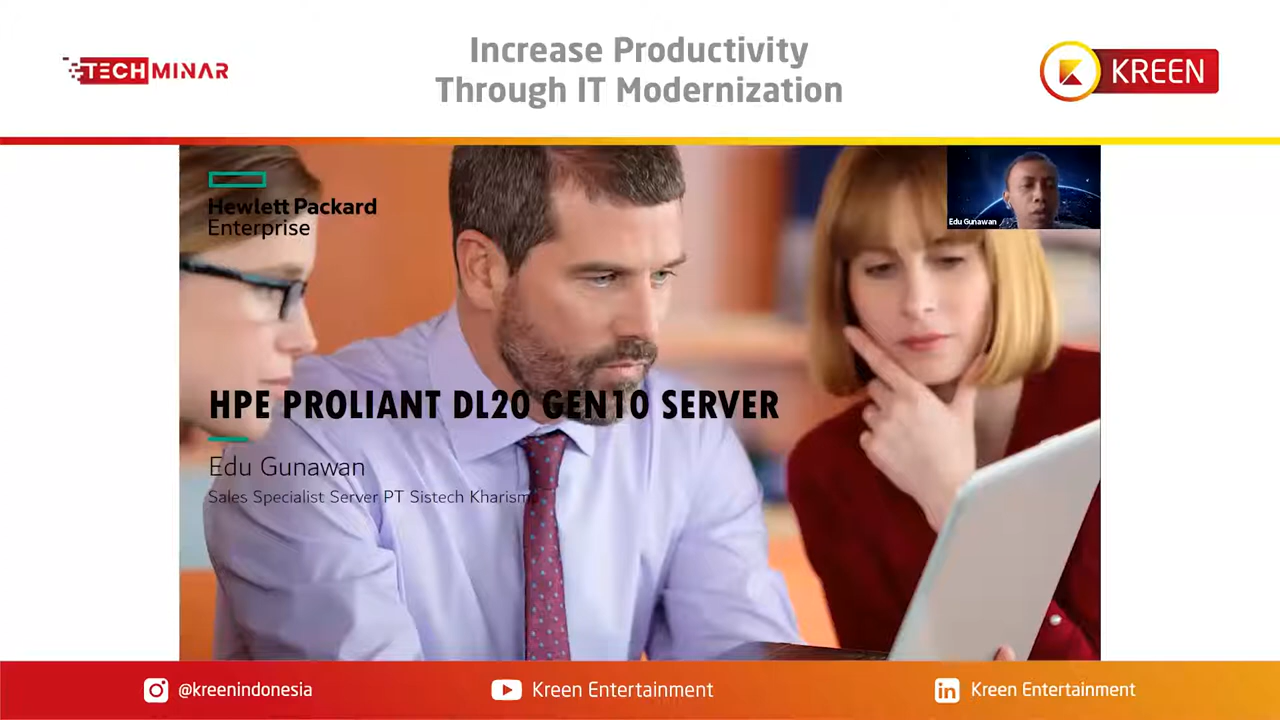 Increase Productivity
Through IT Modernization
TECHMINAR
KREEN
Hewlett Packard
Enterprise
Edu Gunawan
HPE PROLIANT DL20 GEN10 SERVER
Edu Gunawan
Sales Specialist Server PT Sistech Kharisma
@kreenindonesia
Kreen Entertainment
Kreen Entertainment